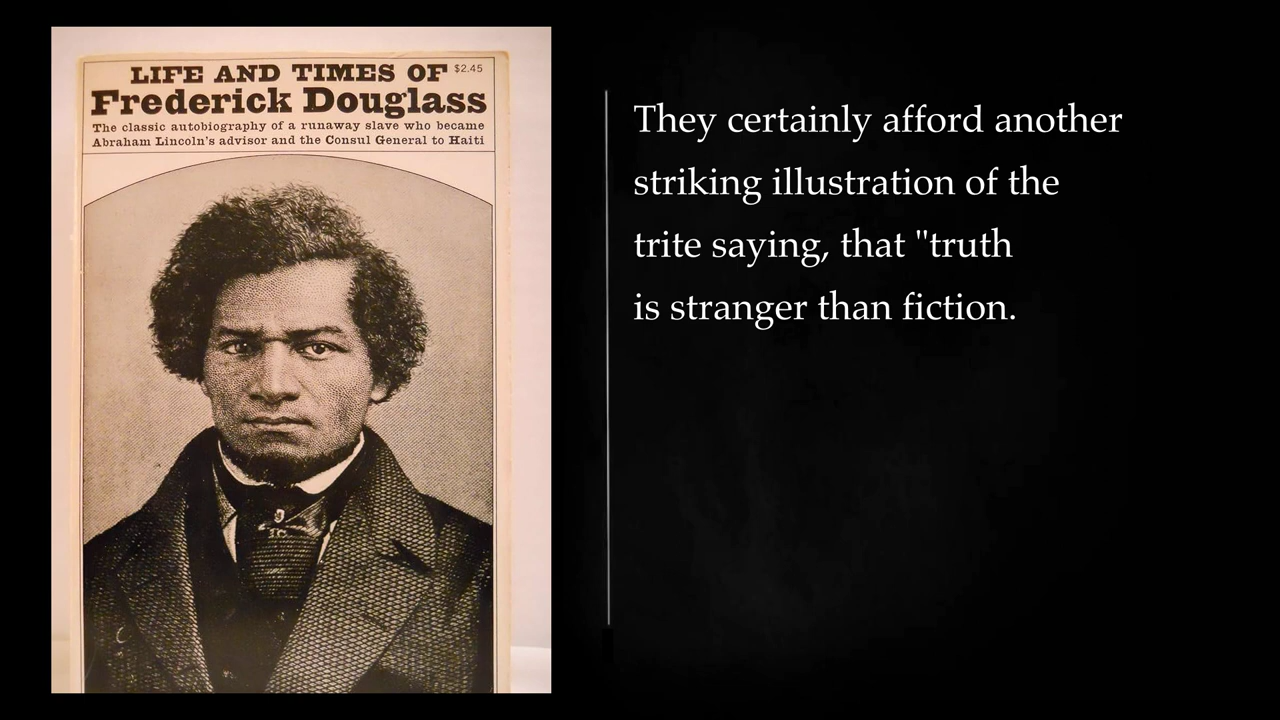 LIFE AND TIMES OF $2.45
Frederick Douglass
The classic autobiography of a runaway slave who became
Abraham Lincoln's advisor and the Consul General to Haiti
They certainly afford another
striking illustration of the
trite saying, that "truth
is stranger than fiction.